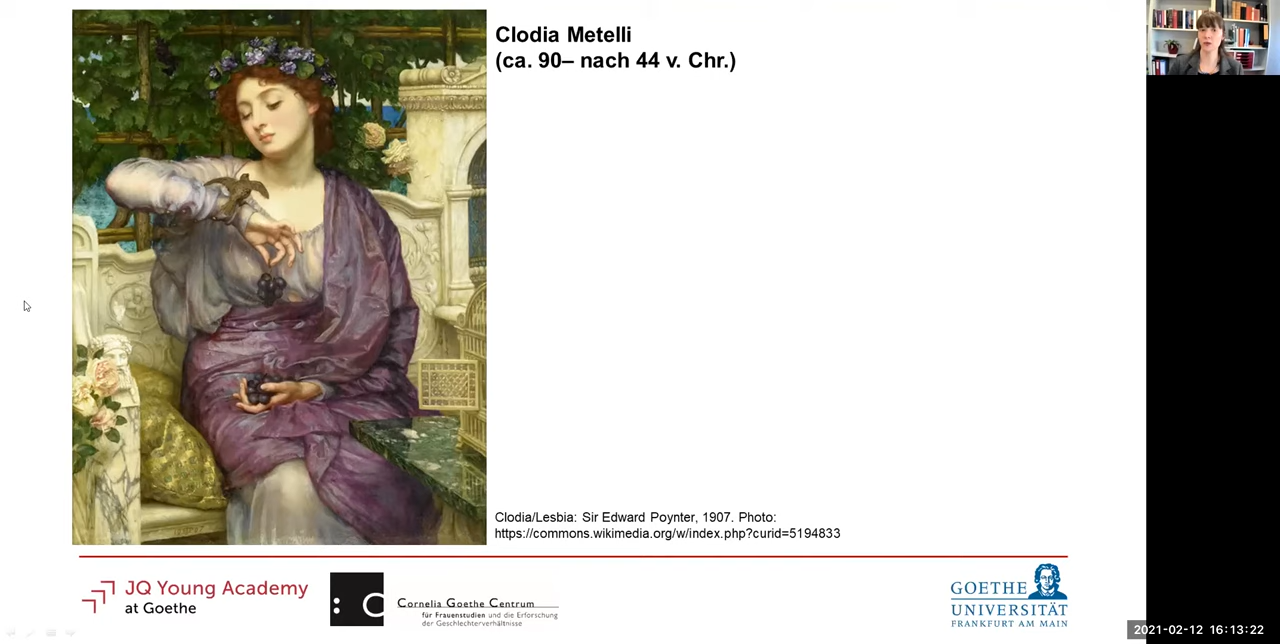 Clodia Metelli
(ca. 90– nach 44 v. Chr.)
Clodia/Lesbia: Sir Edward Poynter, 1907. Photo:
https://commons.wikimedia.org/w/index.php?curid=5194833
JQ Young Academy
at Goethe
: C
Cornelia Goethe Centrum
für Frauenstudien und die Erforschung
der Geschlechterverhältnisse
GOETHE
UNIVERSITÄT
FRANKFURT AM MAIN
2021-02-12 16:13:22